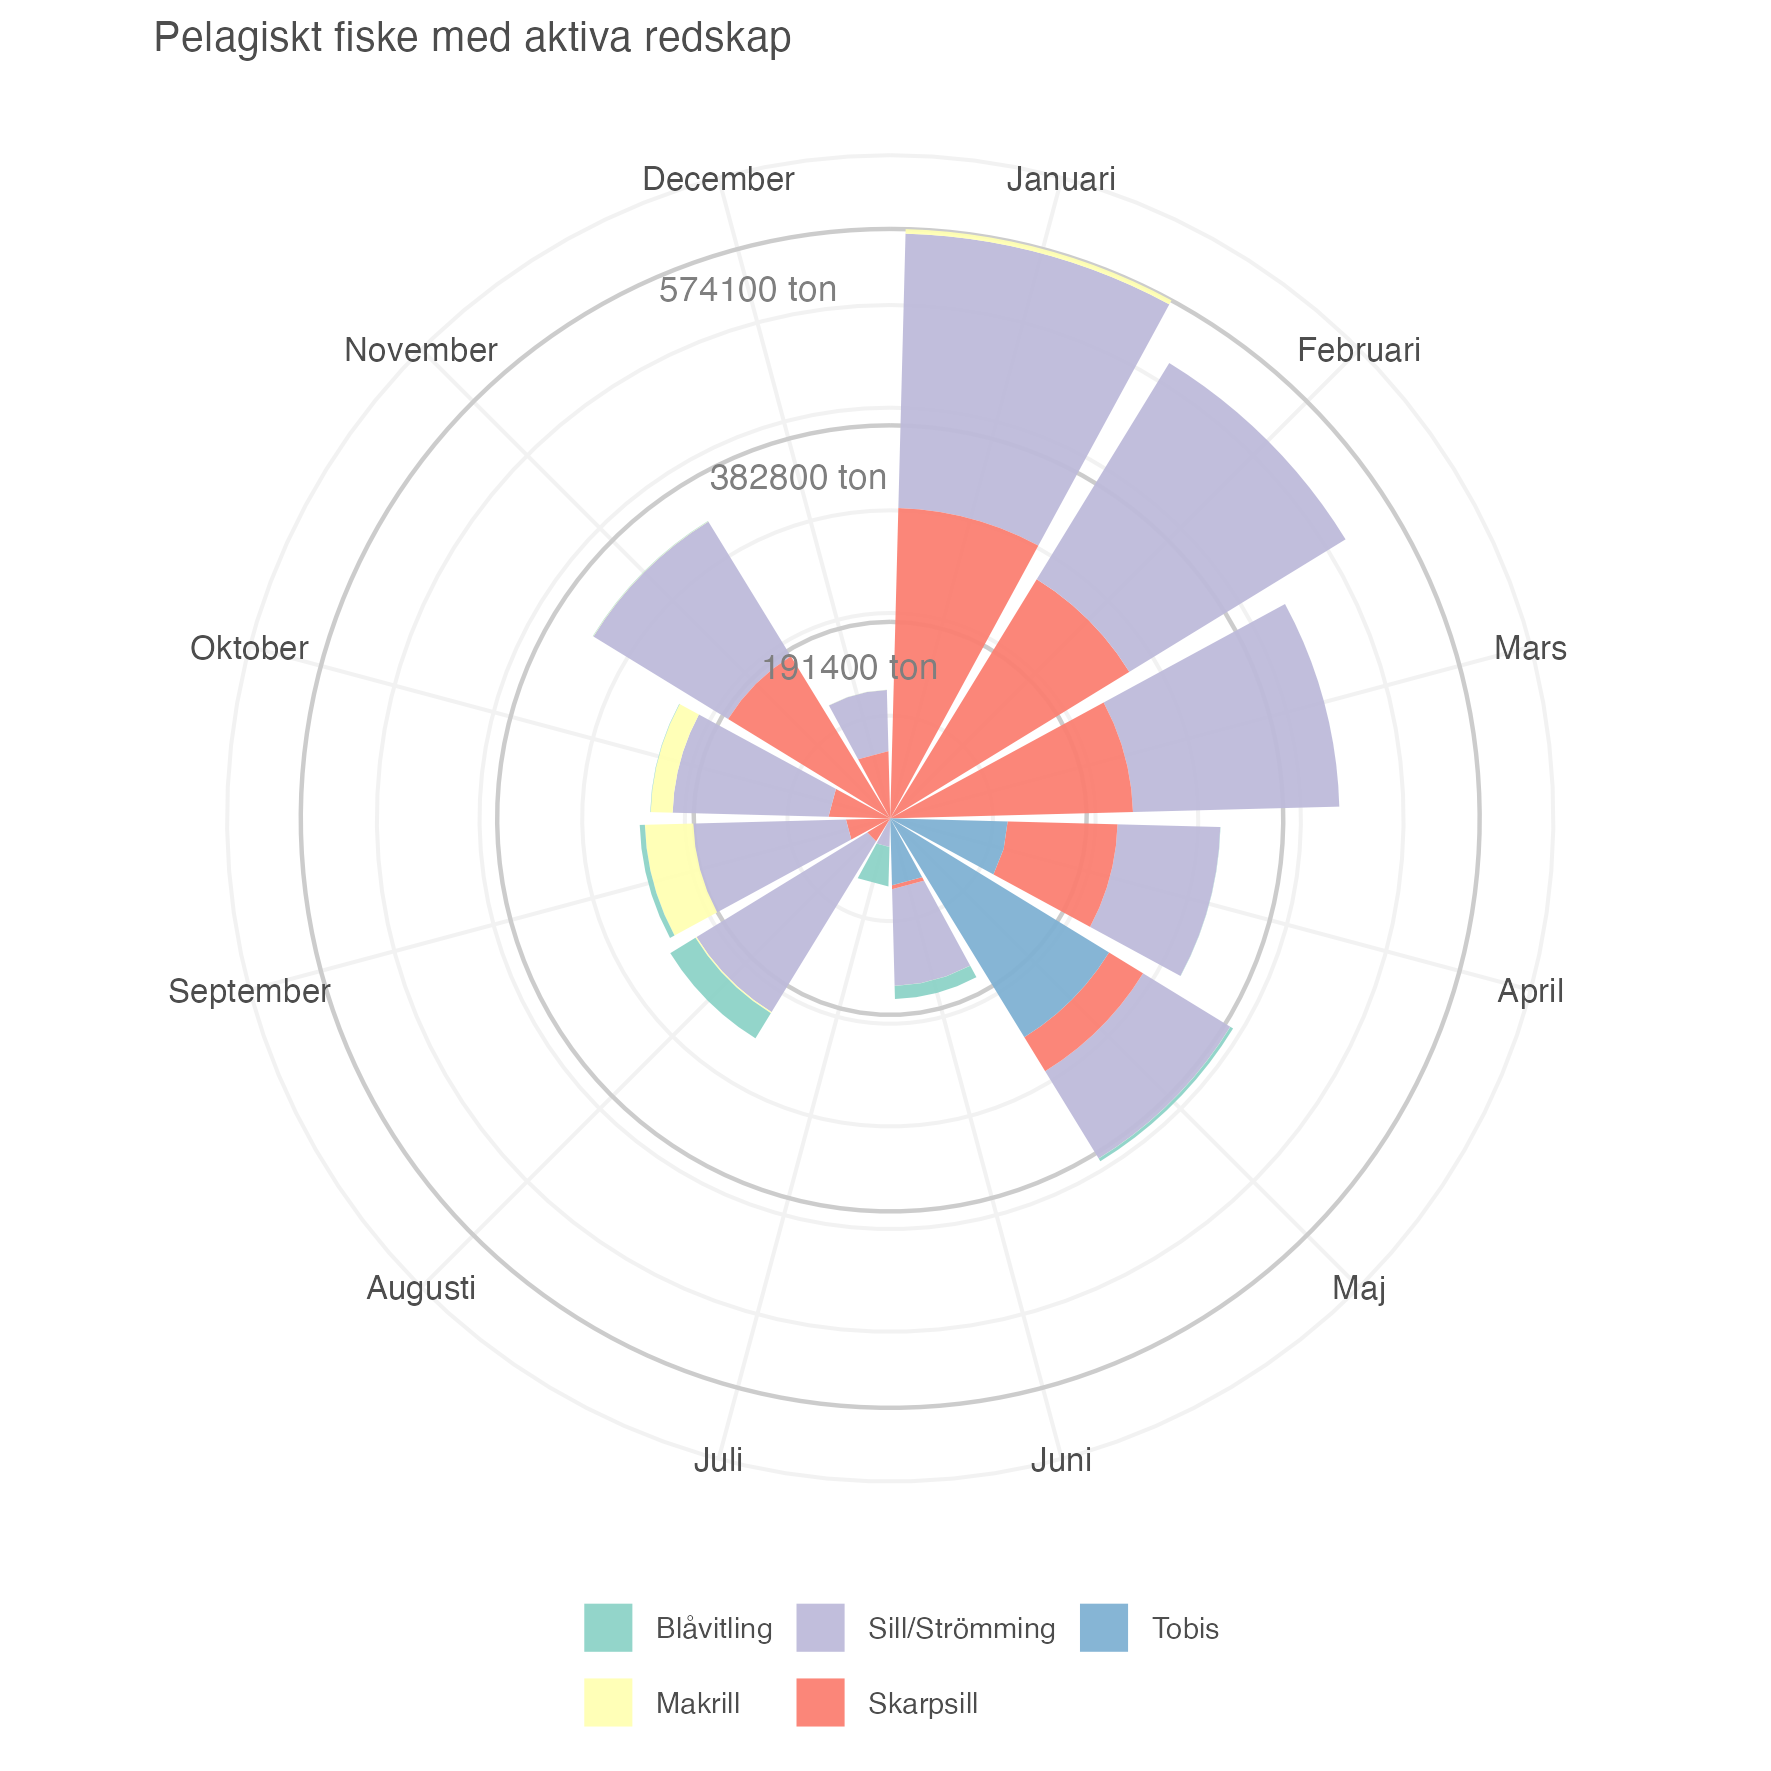 Pelagiskt fiske med aktiva redskap
December
Januari
574100 ton
November
Februari
382800 ton
Oktober
Mars
191400 ton
September
April
Augusti
Maj
Juli
Juni
Blåvitling
Sill/Strömming
Tobis
Makrill
Skarpsill